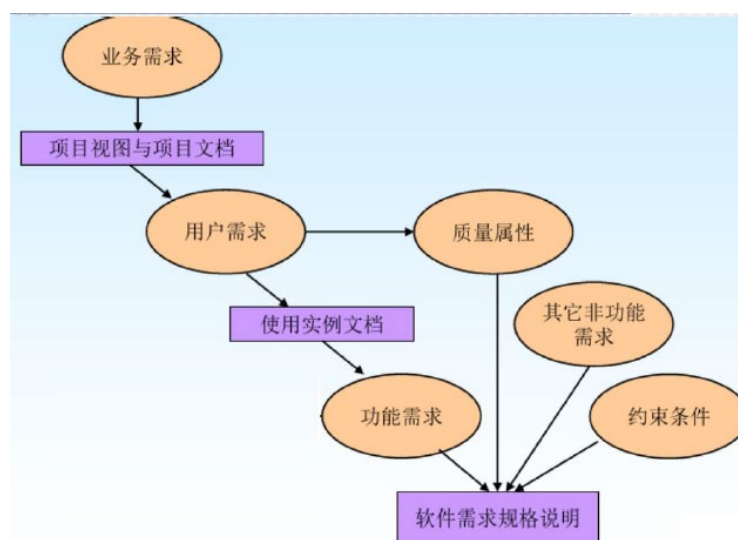 业务需求
项目视图与项目文档
用户需求
质量属性
使用实例文档
其它非功能
需求
功能需求
约束条件
软件需求规格说明